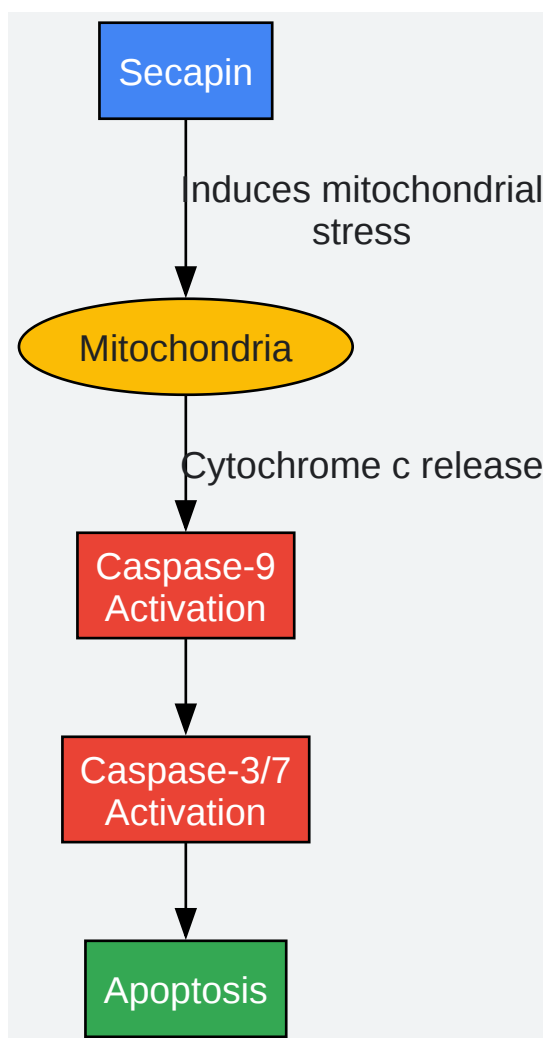 Secapin
Induces mitochondrial
stress
Mitochondria
Cytochrome c release
Caspase-9
Activation
Caspase-3/7
Activation
Apoptosis